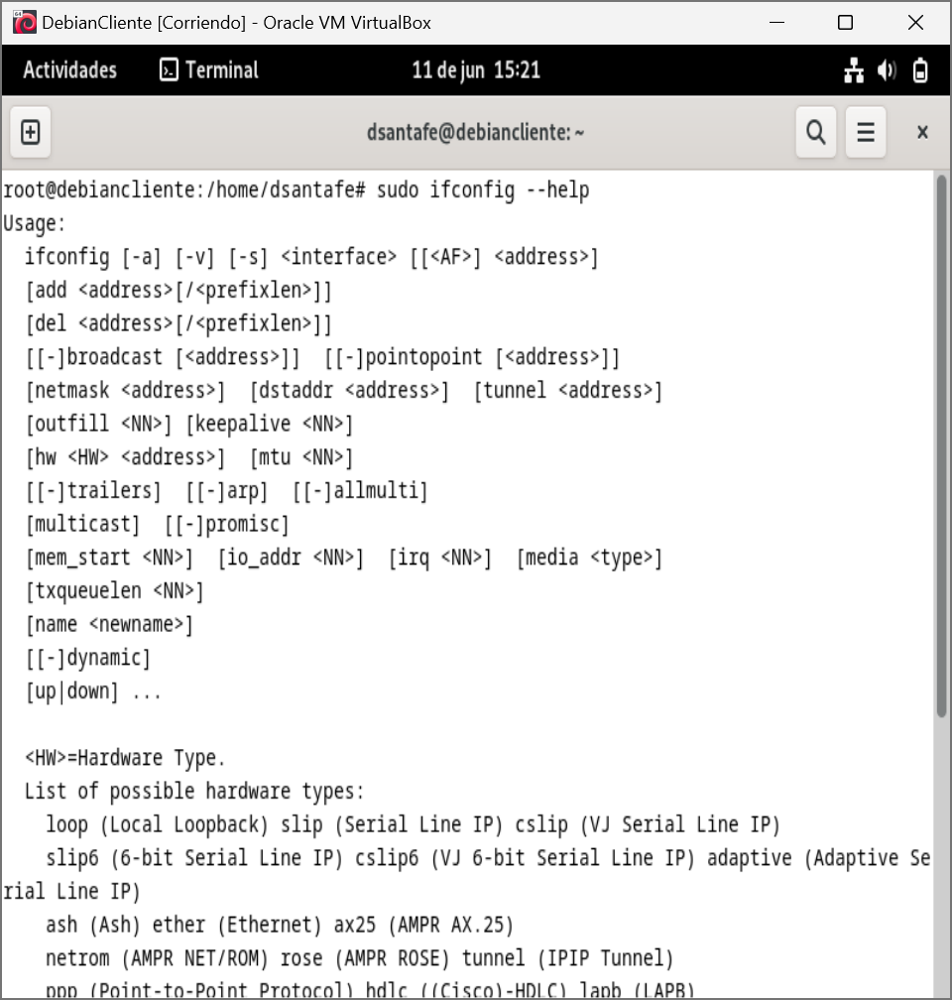 DebianCliente [Corriendo] - Oracle VM VirtualBox
Actividades Terminal 11 de jun 15:21
dsantafe@debiancliente: ~
root@debiancliente:/home/dsantafe# sudo ifconfig --help
Usage:
  ifconfig [-a] [-v] [-s] <interface> [[<AF>] <address>]
  [add <address>[/<prefixlen>]]
  [del <address>[/<prefixlen>]]
  [[-]broadcast [<address>]]  [[-]pointopoint [<address>]]
  [netmask <address>]  [dstaddr <address>]  [tunnel <address>]
  [outfill <NN>] [keepalive <NN>]
  [hw <HW> <address>]  [mtu <NN>]
  [[-]trailers]  [[-]arp]  [[-]allmulti]
  [multicast]  [[-]promisc]
  [mem_start <NN>]  [io_addr <NN>]  [irq <NN>]  [media <type>]
  [txqueuelen <NN>]
  [name <newname>]
  [[-]dynamic]
  [up|down] ...
  <HW>=Hardware Type.
  List of possible hardware types:
    loop (Local Loopback) slip (Serial Line IP) cslip (VJ Serial Line IP)
    slip6 (6-bit Serial Line IP) cslip6 (VJ 6-bit Serial Line IP) adaptive (Adaptive Se
rial Line IP)
    ash (Ash) ether (Ethernet) ax25 (AMPR AX.25)
    netrom (AMPR NET/ROM) rose (AMPR ROSE) tunnel (IPIP Tunnel)
    ppp (Point-to-Point Protocol) hdlc ((Cisco)-HDLC) lapb (LAPB)